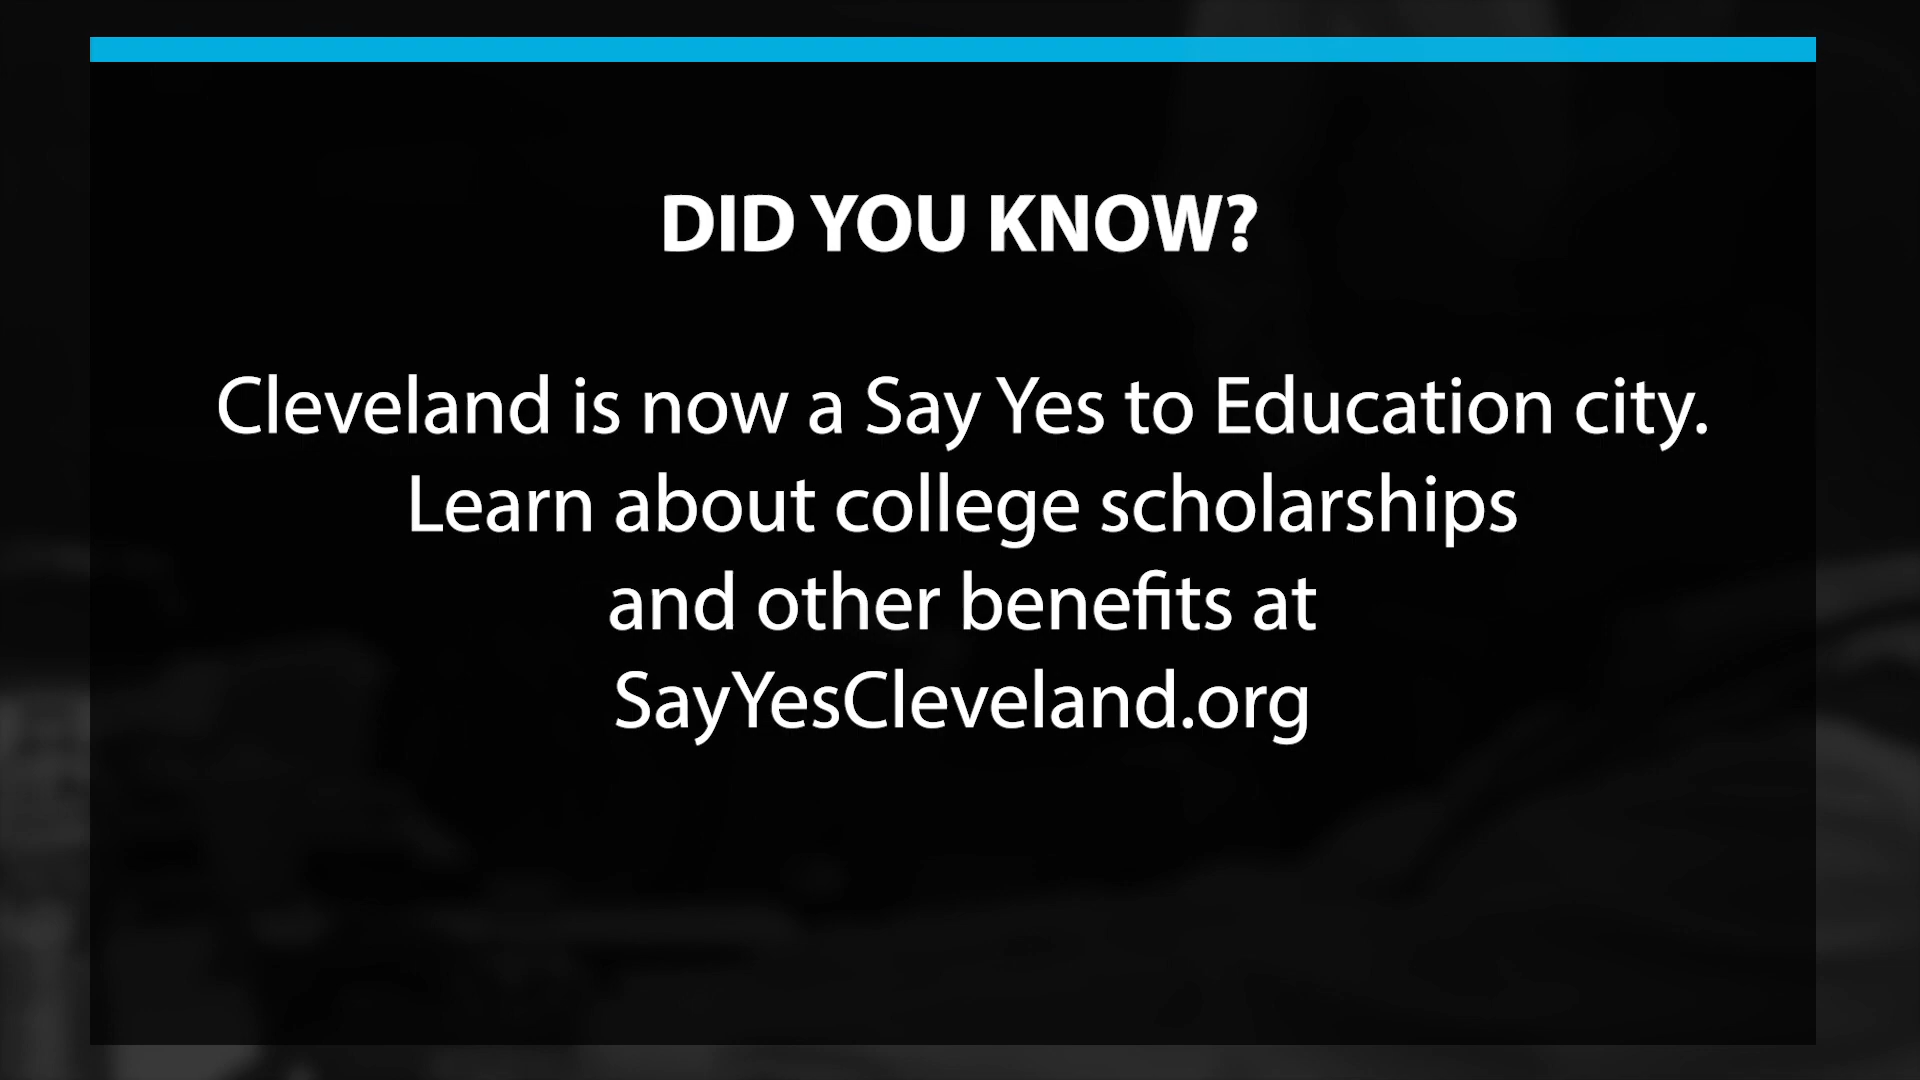 DID YOU KNOW?
Cleveland is now a Say Yes to Education city.
Learn about college scholarships
and other benefits at
SayYesCleveland.org